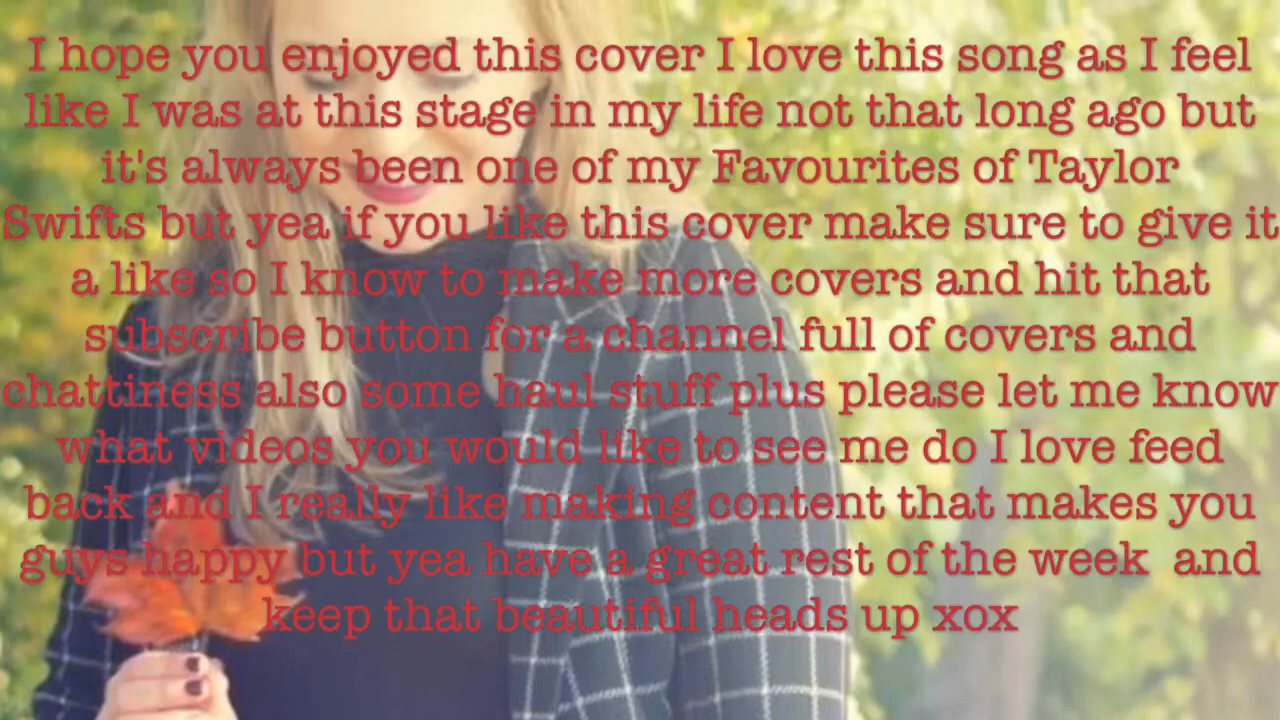 I hope you enjoyed this cover I love this song as I feel
like I was at this stage in my life not that long ago but
it's always been one of my Favourites of Taylor
Swifts but yea if you like this cover make sure to give it
a like so I know to make more covers and hit that
subscribe button for a channel full of covers and
chattiness also some haul stuff plus please let me know
what videos you would like to see me do I love feed
back and I really like making content that makes you
guys happy but yea have a great rest of the week  and
keep that beautiful heads up xox